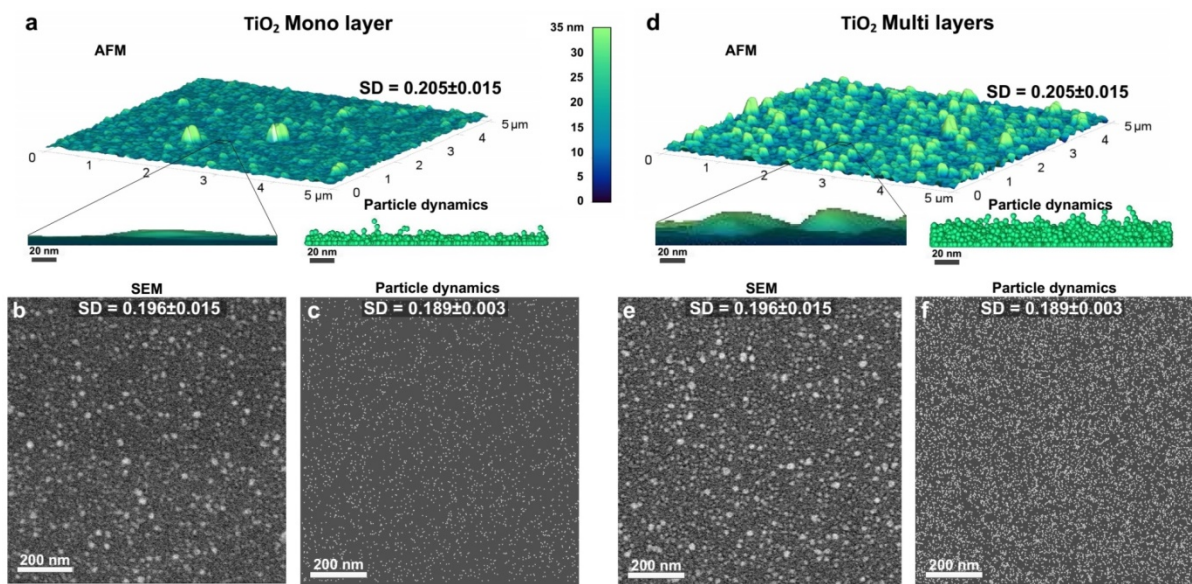 a
TiO2 Mono layer
AFM
SD = 0.205±0.015
35 nm
30
25
20
15
10
5
0
0
1
2
3
4
5 µm
0
1
2
3
4
5 µm
20 nm
Particle dynamics
20 nm
d
TiO2 Multi layers
AFM
SD = 0.205±0.015
0
1
2
3
4
5 µm
0
1
2
3
4
5 µm
20 nm
Particle dynamics
20 nm
SEM
b
SD = 0.196±0.015
200 nm
Particle dynamics
c
SD = 0.189±0.003
200 nm
SEM
e
SD = 0.196±0.015
200 nm
Particle dynamics
f
SD = 0.189±0.003
200 nm